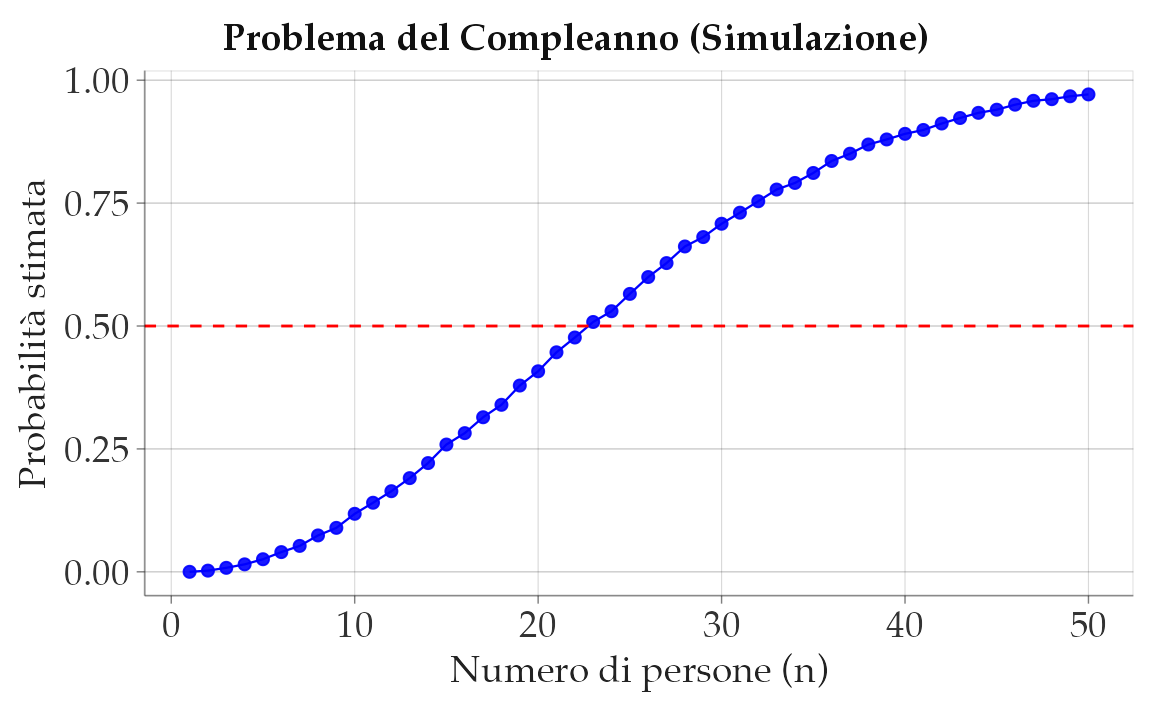 Problema del Compleanno (Simulazione)
Probabilità stimata
1.00
0.75
0.50
0.25
0.00
0 10 20 30 40 50
Numero di persone (n)